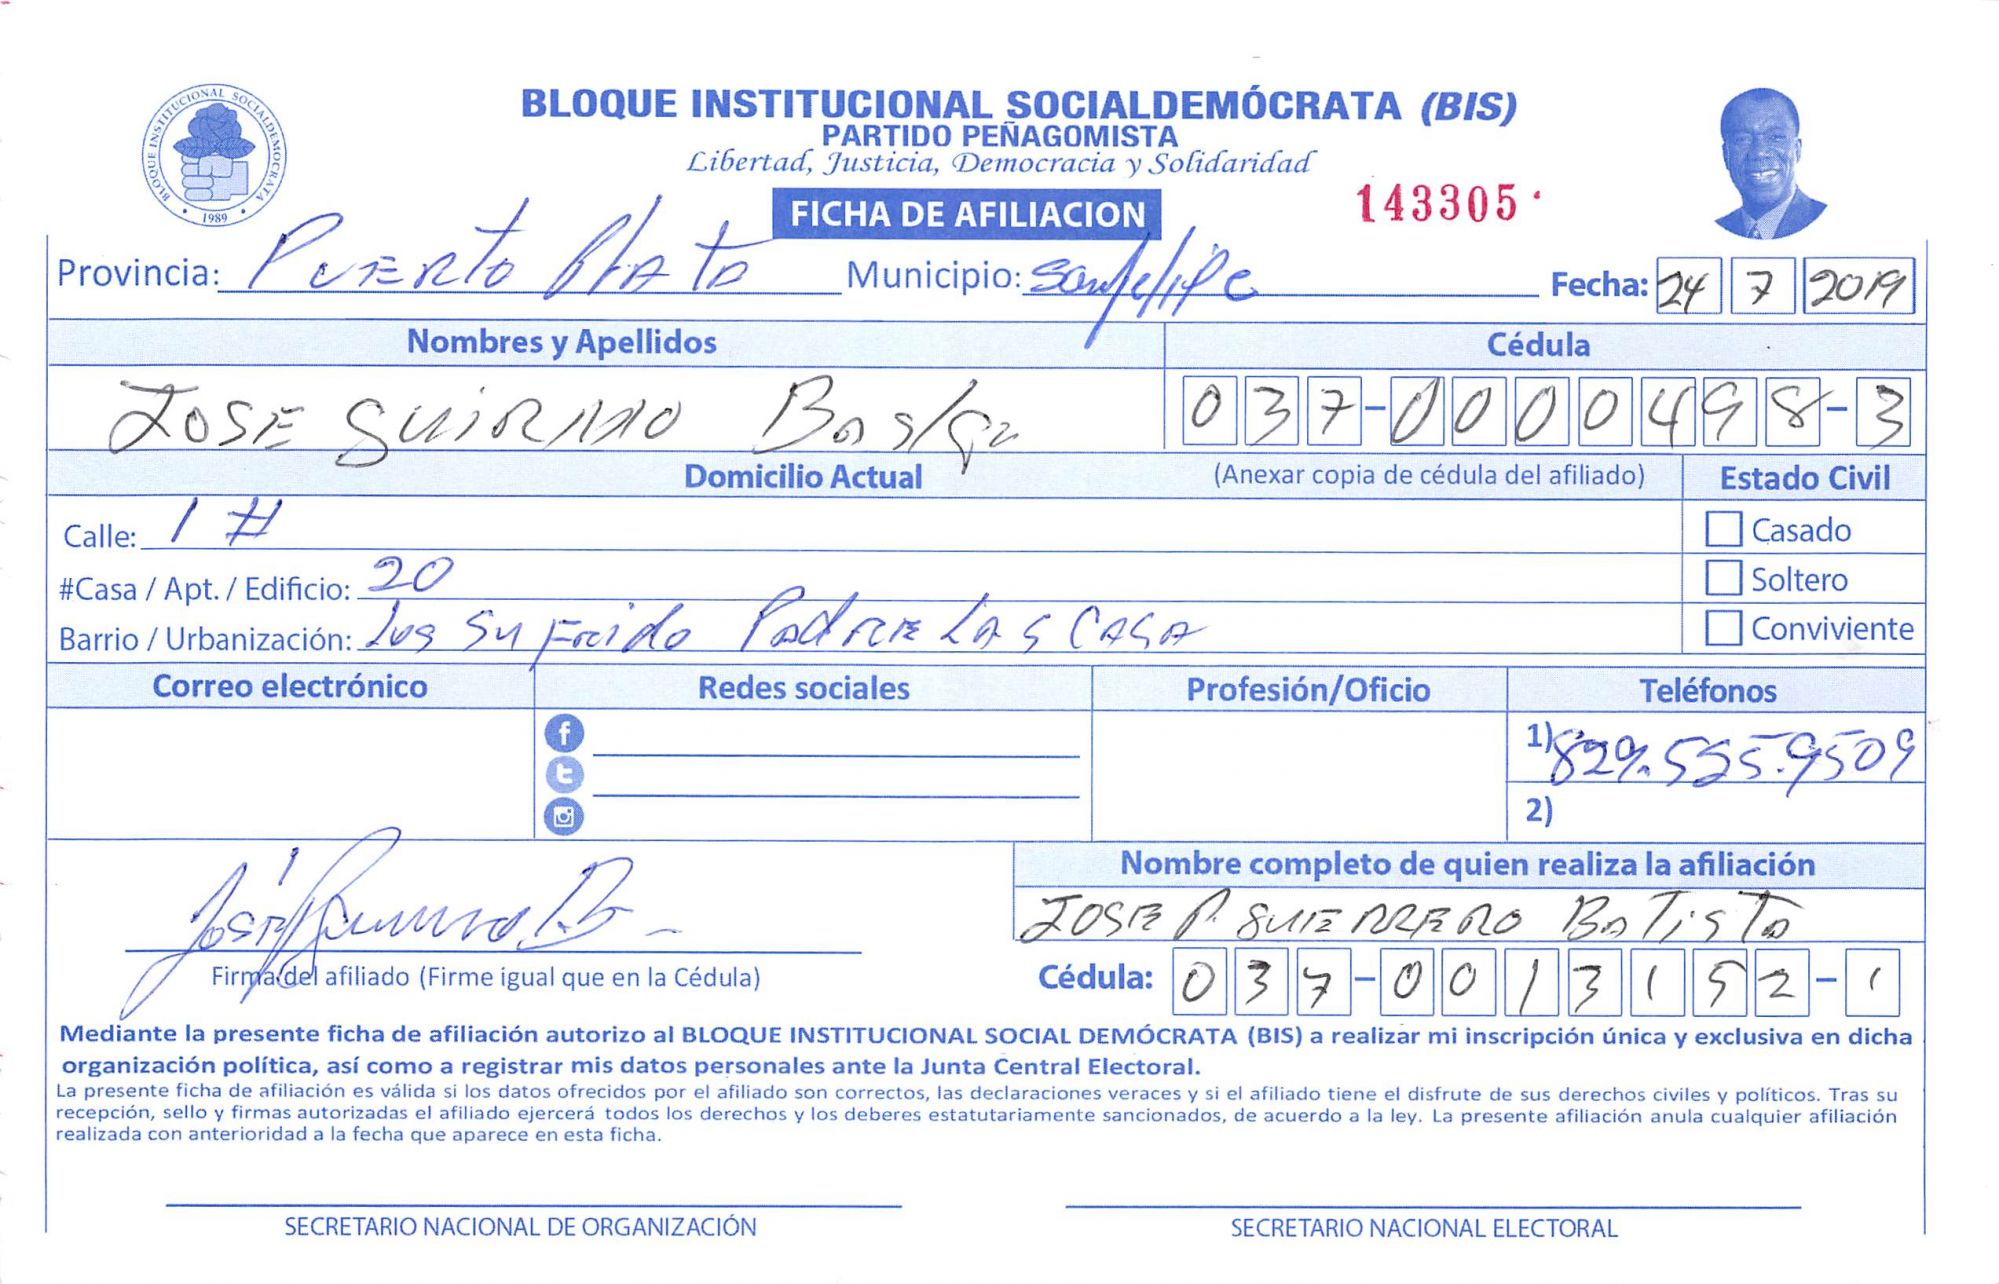 BLOQUE INSTITUCIONAL SOCIALDEMÓCRATA (BIS)
PARTIDO PEÑAGOMISTA
Libertad, Justicia, Democracia y Solidaridad
BLOQUE INSTITUCIONAL SOCIALDEMOCRATA
1989
FICHA DE AFILIACION
143305
Provincia: Puerto Plata Municipio: sanfelipe Fecha: 24 7 2019
Nombres y Apellidos Cédula
JOSE 037-0000498-3
Domicilio Actual (Anexar copia de cédula del afiliado) Estado Civil
Calle: 1 # Casado
#Casa / Apt. / Edificio: 20 Soltero
Barrio / Urbanización: Los Padre Las Casa Conviviente
Correo electrónico Redes sociales Profesión/Oficio Teléfonos
1) 829.555.9509
2)
Nombre completo de quien realiza la afiliación
JOSE P. GUIERRERO BaTisTa
José
Firma del afiliado (Firme igual que en la Cédula) Cédula: 037-0013152-1
Mediante la presente ficha de afiliación autorizo al BLOQUE INSTITUCIONAL SOCIAL DEMÓCRATA (BIS) a realizar mi inscripción única y exclusiva en dicha
organización política, así como a registrar mis datos personales ante la Junta Central Electoral.
La presente ficha de afiliación es válida si los datos ofrecidos por el afiliado son correctos, las declaraciones veraces y si el afiliado tiene el disfrute de sus derechos civiles y políticos. Tras su
recepción, sello y firmas autorizadas el afiliado ejercerá todos los derechos y los deberes estatutariamente sancionados, de acuerdo a la ley. La presente afiliación anula cualquier afiliación
realizada con anterioridad a la fecha que aparece en esta ficha.
SECRETARIO NACIONAL DE ORGANIZACIÓN SECRETARIO NACIONAL ELECTORAL